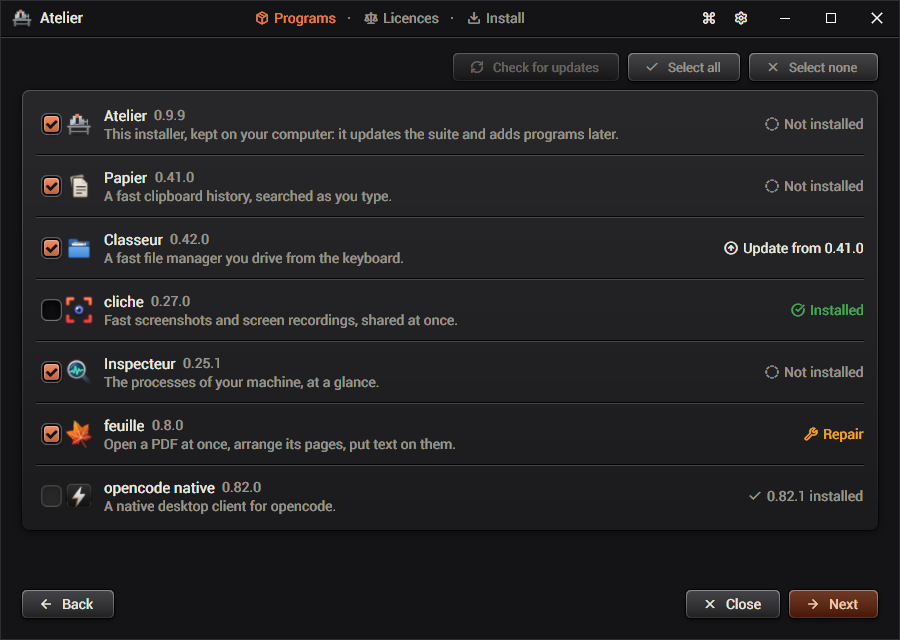 Atelier
Programs · Licences · Install
Check for updates
Select all
Select none
Atelier 0.9.9
This installer, kept on your computer: it updates the suite and adds programs later.
Not installed
Papier 0.41.0
A fast clipboard history, searched as you type.
Not installed
Classeur 0.42.0
A fast file manager you drive from the keyboard.
Update from 0.41.0
cliche 0.27.0
Fast screenshots and screen recordings, shared at once.
Installed
Inspecteur 0.25.1
The processes of your machine, at a glance.
Not installed
feuille 0.8.0
Open a PDF at once, arrange its pages, put text on them.
Repair
opencode native 0.82.0
A native desktop client for opencode.
0.82.1 installed
Back
Close
Next